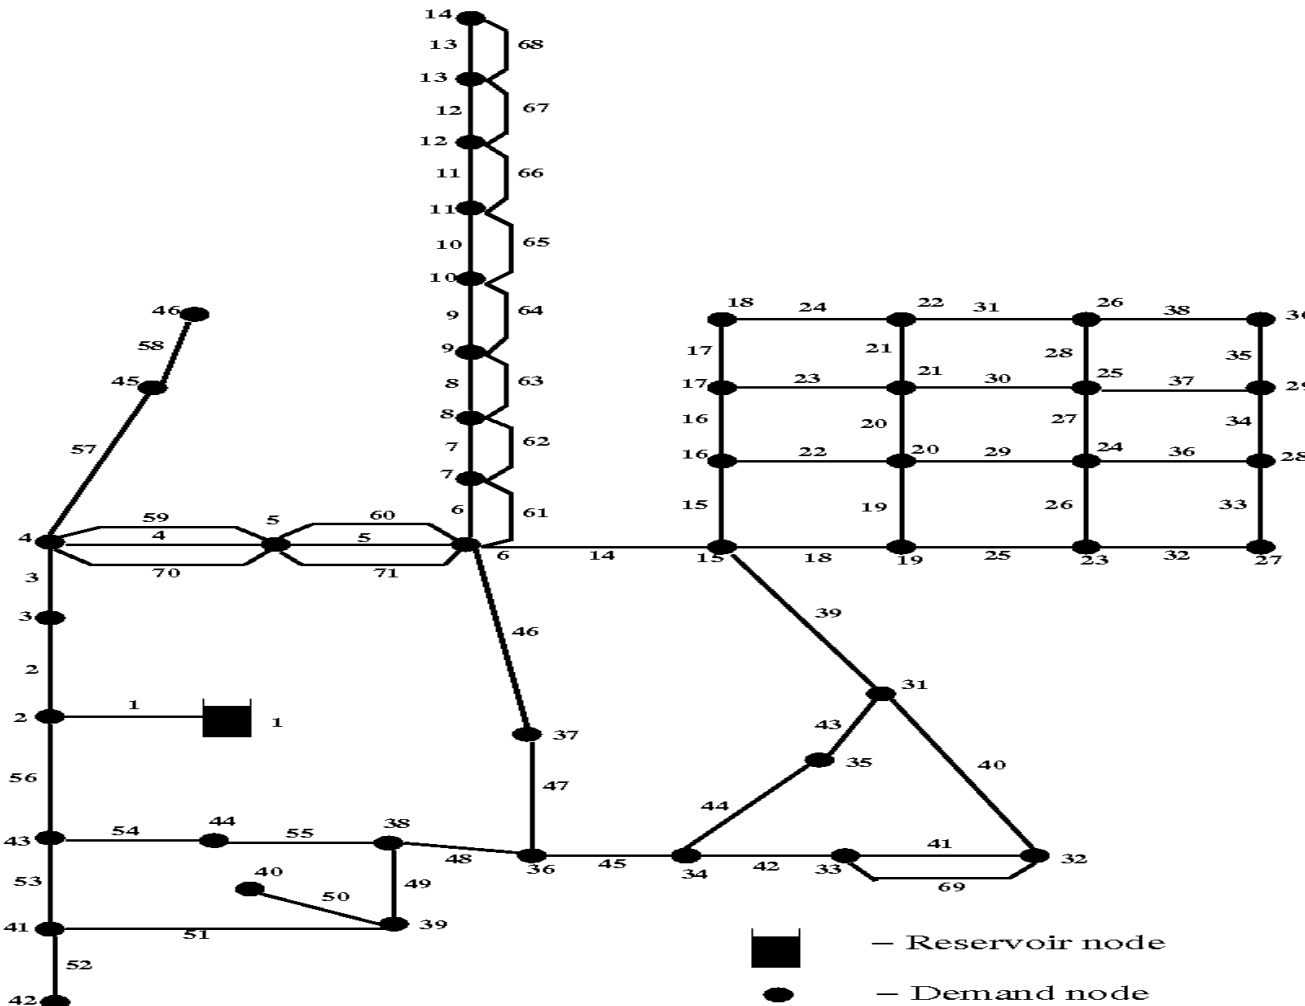 14
13 68
13
12 67
12
11 66
11
10 65
10
18 24 22 31 26 38
46 9 64
58 9 17 21 28 35
45 8 63 17 23 21 30 25 37 29
8 16 20 27 34
57 7 62 16 22 20 29 24 36 28
7
59 5 60 6 61 15 19 26 33
4 4 5
70 71 6 14 15 18 19 25 23 32 27
3
3 39
46
2
31
2 1 1 43
37 35 40
56 47
44
43 54 44 55 38 41
48 36 45 34 42 33 32
53 40 49 69
50
41 51 39
52 – Reservoir node
42 – Demand node